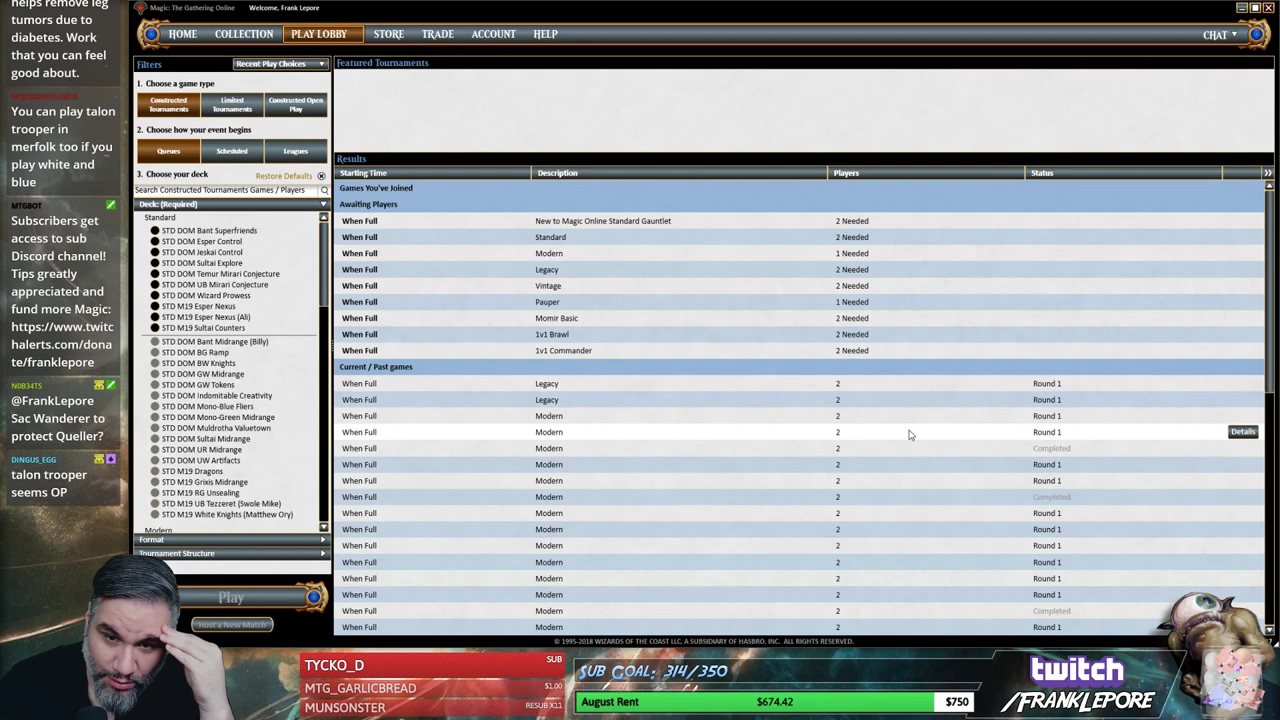 helps remove leg
tumors due to
diabetes. Work
that you can feel
good about.
You can play talon
trooper in
merfolk too if you
play white and
blue
MTGBOT
Subscribers get
access to sub
Discord channel!
Tips greatly
appreciated and
fund more Magic:
https://www.twitc
halerts.com/dona
te/franklepore
N0B34TS
@FrankLepore
Sac Wanderer to
protect Queller?
DINGUS_EGG
talon trooper
seems OP
Magic: The Gathering Online Welcome, Frank Lepore
HOME COLLECTION PLAY LOBBY STORE TRADE ACCOUNT HELP CHAT
Filters Recent Play Choices
1. Choose a game type
Constructed Tournaments
Limited Tournaments
Constructed Open Play
2. Choose how your event begins
Queues Scheduled Leagues
3. Choose your deck Restore Defaults
Search Constructed Tournaments Games / Players
Deck: (Required)
Standard
STD DOM Bant Superfriends
STD DOM Esper Control
STD DOM Jeskai Control
STD DOM Sultai Explore
STD DOM Temur Mirari Conjecture
STD DOM UB Mirari Conjecture
STD DOM Wizard Prowess
STD M19 Esper Nexus
STD M19 Esper Nexus (Ali)
STD M19 Sultai Counters
STD DOM Bant Midrange (Billy)
STD DOM BG Ramp
STD DOM BW Knights
STD DOM GW Midrange
STD DOM GW Tokens
STD DOM Indomitable Creativity
STD DOM Mono-Blue Fliers
STD DOM Mono-Green Midrange
STD DOM Muldrotha Valuetown
STD DOM Sultai Midrange
STD DOM UR Midrange
STD DOM UW Artifacts
STD M19 Dragons
STD M19 Grixis Midrange
STD M19 RG Unsealing
STD M19 UB Tezzeret (Swole Mike)
STD M19 White Knights (Matthew Ory)
Modern
Format
Tournament Structure
Play
Host a New Match
Featured Tournaments
Results
Starting Time Description Players Status
Games You've Joined
Awaiting Players
When Full New to Magic Online Standard Gauntlet 2 Needed
When Full Standard 2 Needed
When Full Modern 1 Needed
When Full Legacy 2 Needed
When Full Vintage 2 Needed
When Full Pauper 1 Needed
When Full Momir Basic 2 Needed
When Full 1v1 Brawl 2 Needed
When Full 1v1 Commander 2 Needed
Current / Past games
When Full Legacy 2 Round 1
When Full Legacy 2 Round 1
When Full Modern 2 Round 1
When Full Modern 2 Round 1 Details
When Full Modern 2 Completed
When Full Modern 2 Round 1
When Full Modern 2 Completed
When Full Modern 2 Round 1
When Full Modern 2 Round 1
When Full Modern 2 Round 1
When Full Modern 2 Round 1
When Full Modern 2 Round 1
When Full Modern 2 Round 1
When Full Modern 2 Completed
When Full Modern 2 Round 1
© 1995-2018 WIZARDS OF THE COAST LLC, A SUBSIDIARY OF HASBRO, INC. ALL RIGHTS RESERVED.
TYCKO_D SUB
MTG_GARLICBREAD $1.00
MUNSONSTER RESUB X11
SUB GOAL: 314/350
August Rent $674.42 $750
twitch
/FRANKLEPORE